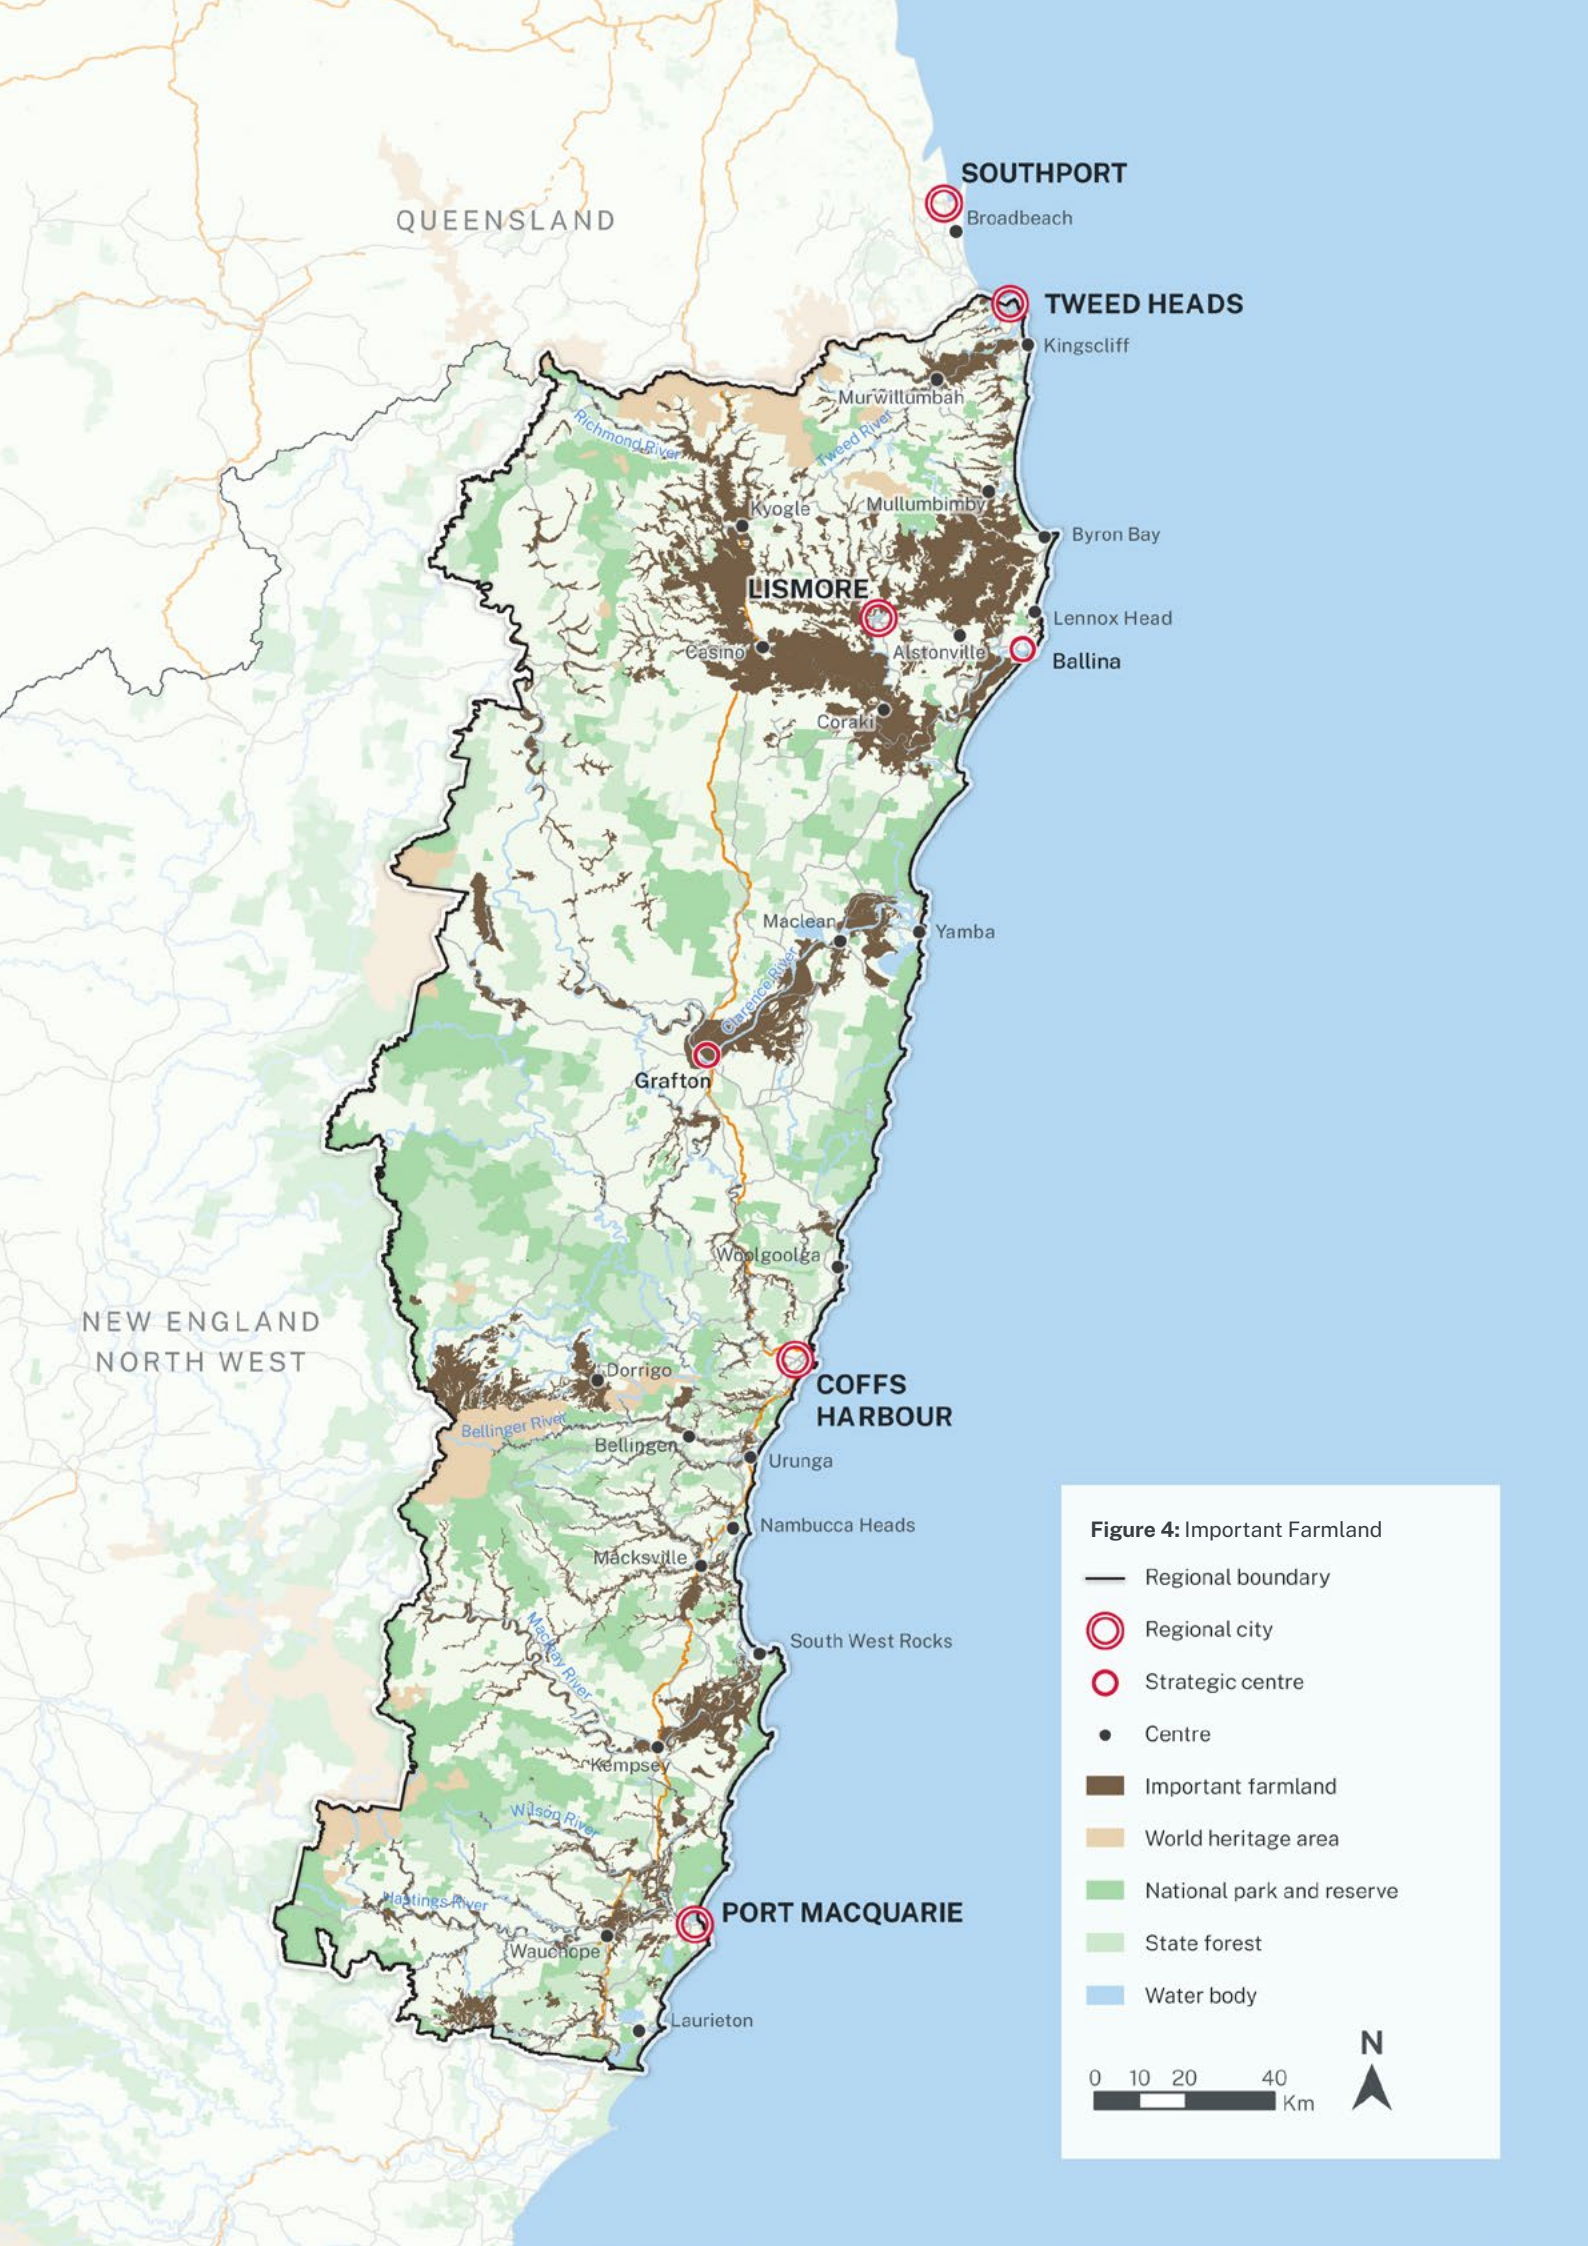 SOUTHPORT
Broadbeach
QUEENSLAND
TWEED HEADS
Kingscliff
Murwillumbah
Richmond River
Tweed River
Kyogle
Mullumbimby
Byron Bay
LISMORE
Lennox Head
Casino
Alstonville
Ballina
Coraki
Maclean
Yamba
Clarence River
Grafton
Woolgoolga
NEW ENGLAND
NORTH WEST
Dorrigo
COFFS
HARBOUR
Bellinger River
Bellingen
Urunga
Nambucca Heads
Macksville
South West Rocks
Macleay River
Kempsey
Wilson River
Hastings River
PORT MACQUARIE
Wauchope
Laurieton
Figure 4: Important Farmland
Regional boundary
Regional city
Strategic centre
Centre
Important farmland
World heritage area
National park and reserve
State forest
Water body
N
0 10 20 40
Km